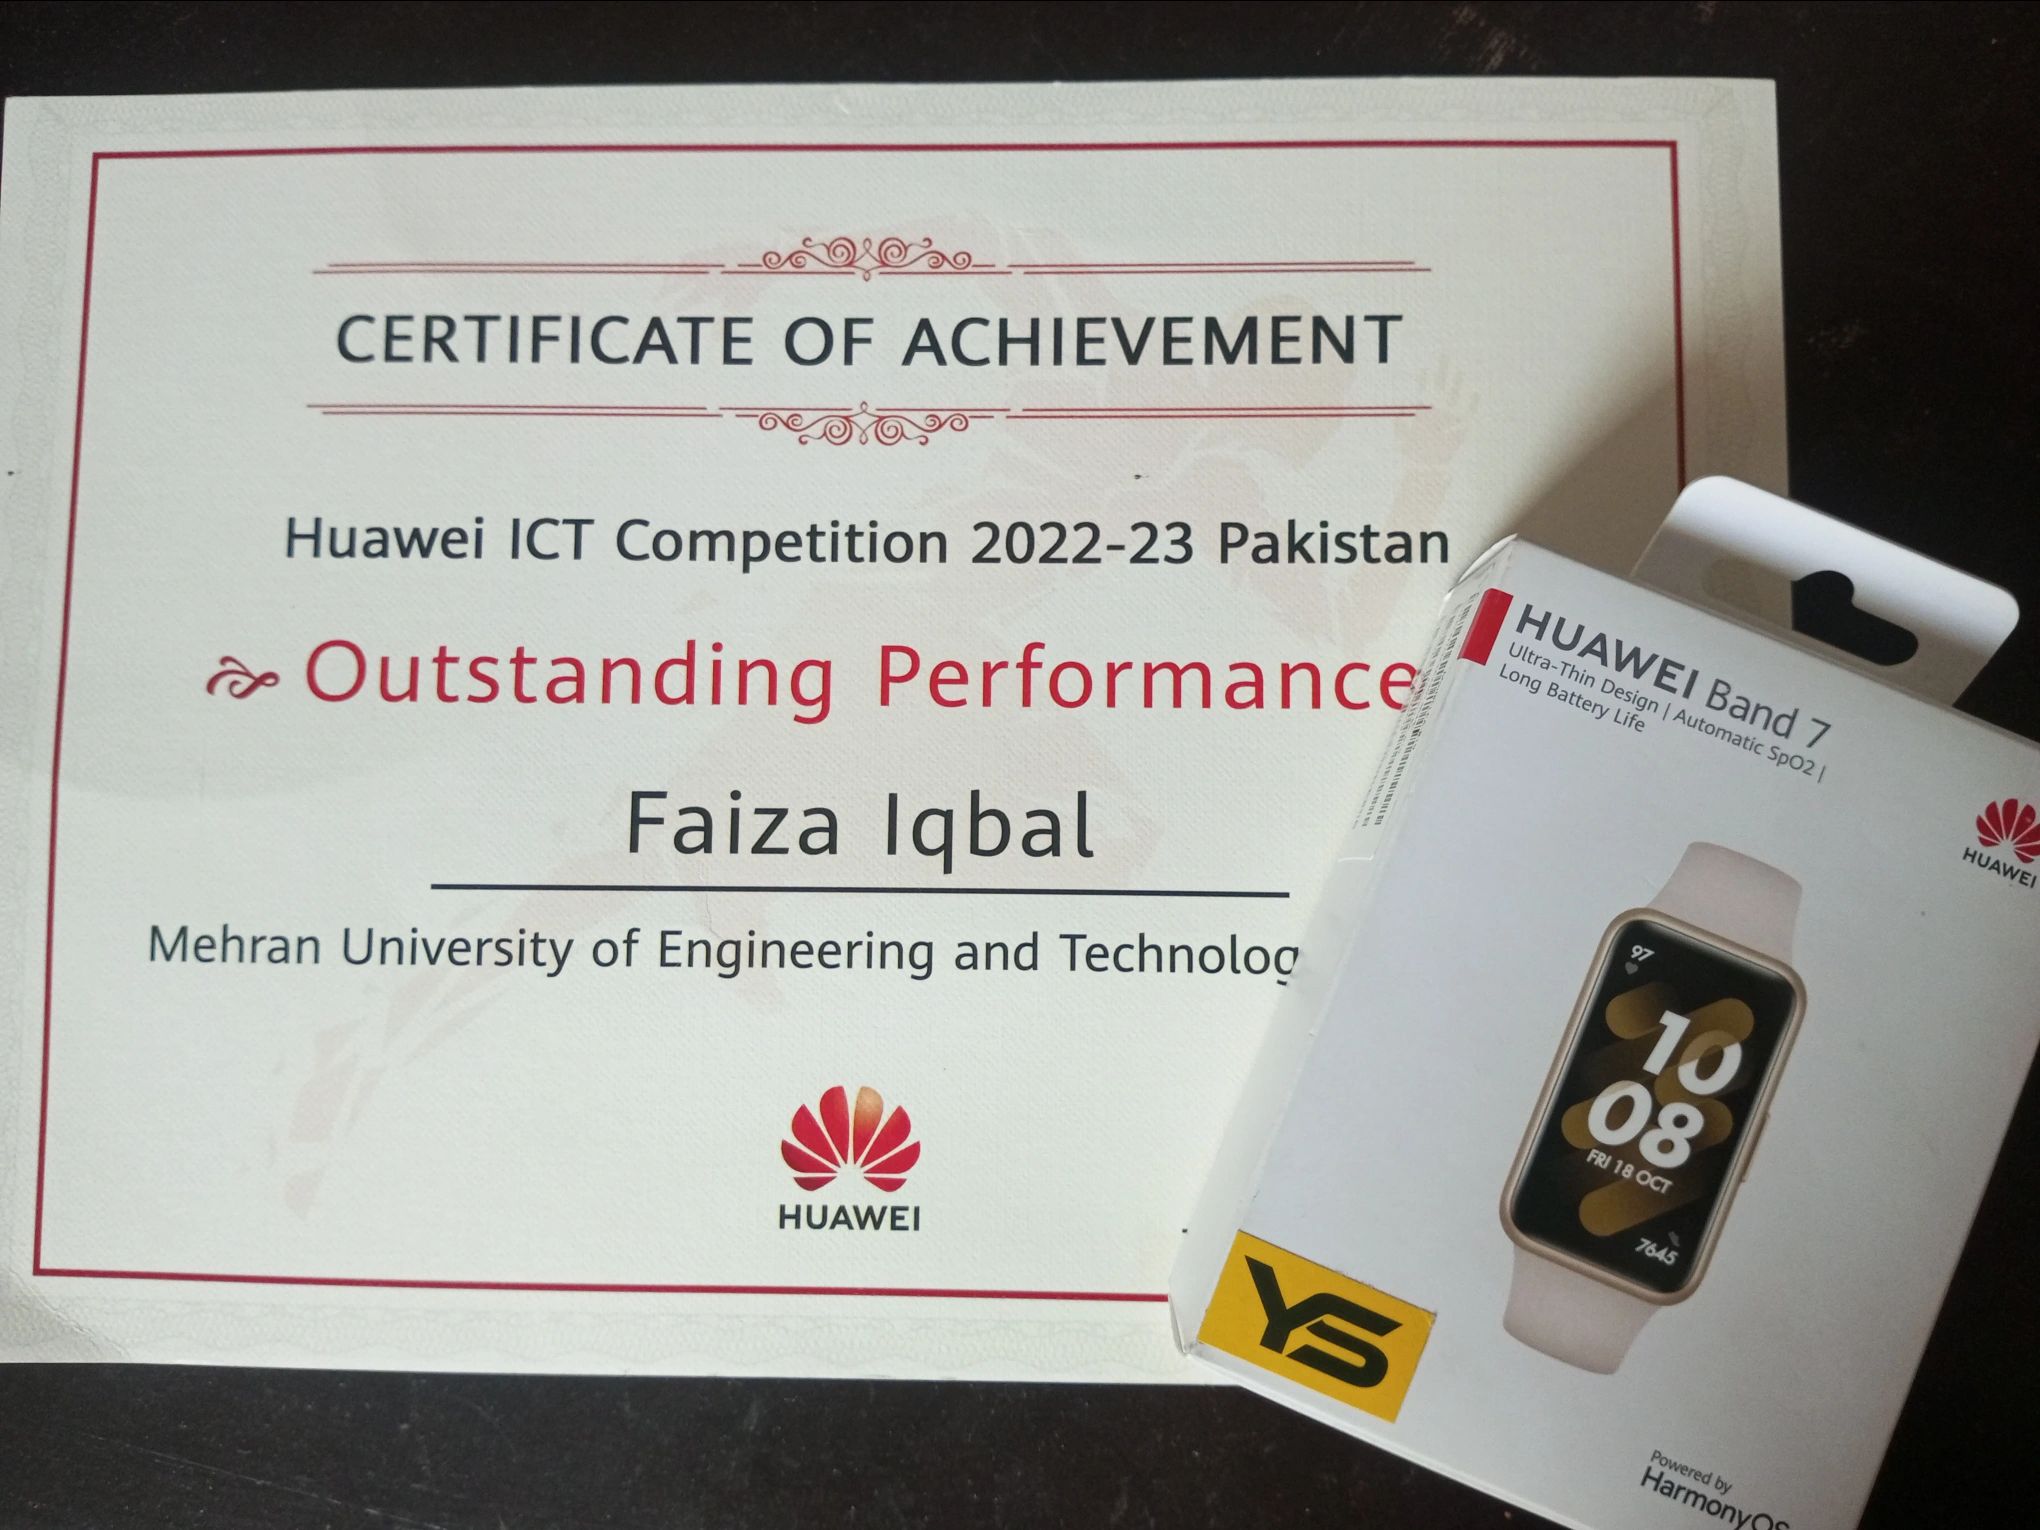 CERTIFICATE OF ACHIEVEMENT
Huawei ICT Competition 2022-23 Pakistan
Outstanding Performance
Faiza Iqbal
Mehran University of Engineering and Technolog
HUAWEI
HUAWEI Band 7
Ultra-Thin Design | Automatic SpO2 |
Long Battery Life
HUAWEI
97
10
08
FRI 18 OCT
7645
YS
Powered by
HarmonyOS